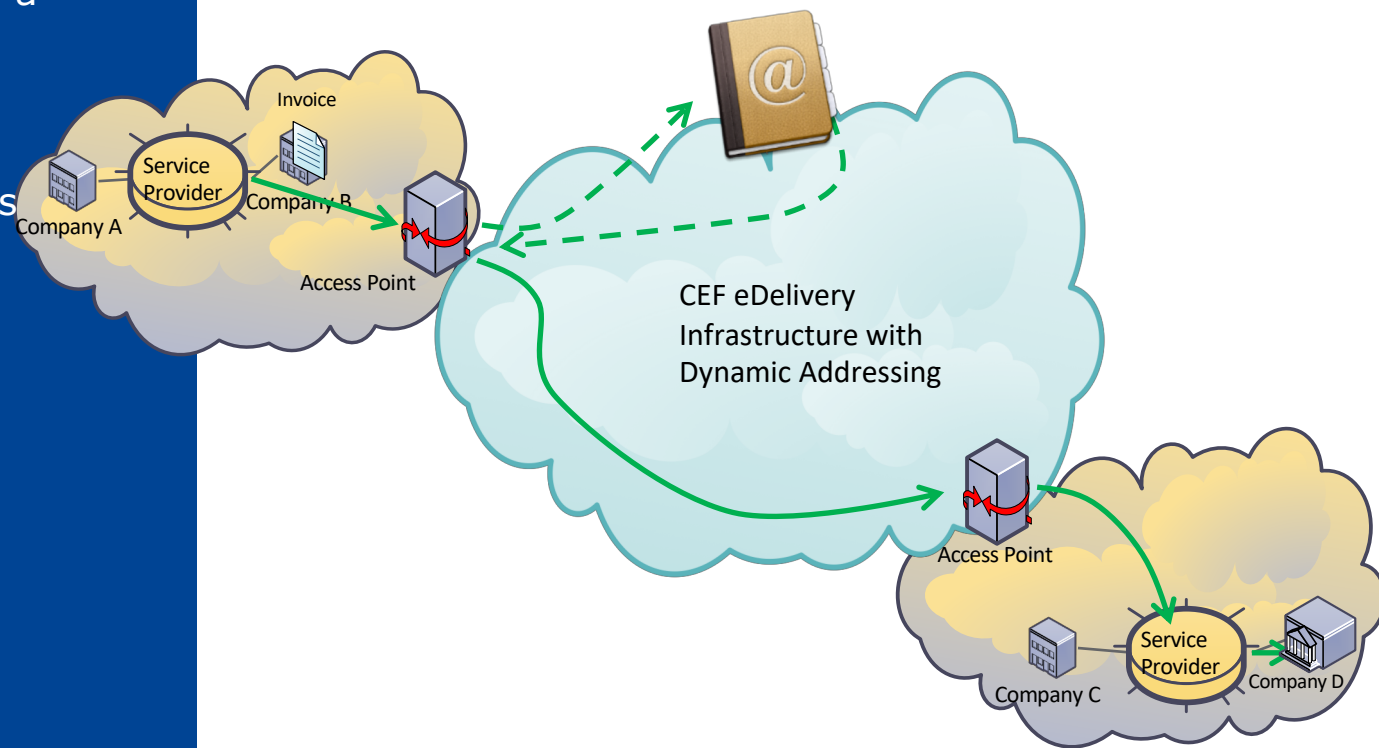 a
s
Invoice
Service
Provider
Company B
Company A
Access Point
@
CEF eDelivery
Infrastructure with
Dynamic Addressing
Access Point
Service
Provider
Company C
Company D